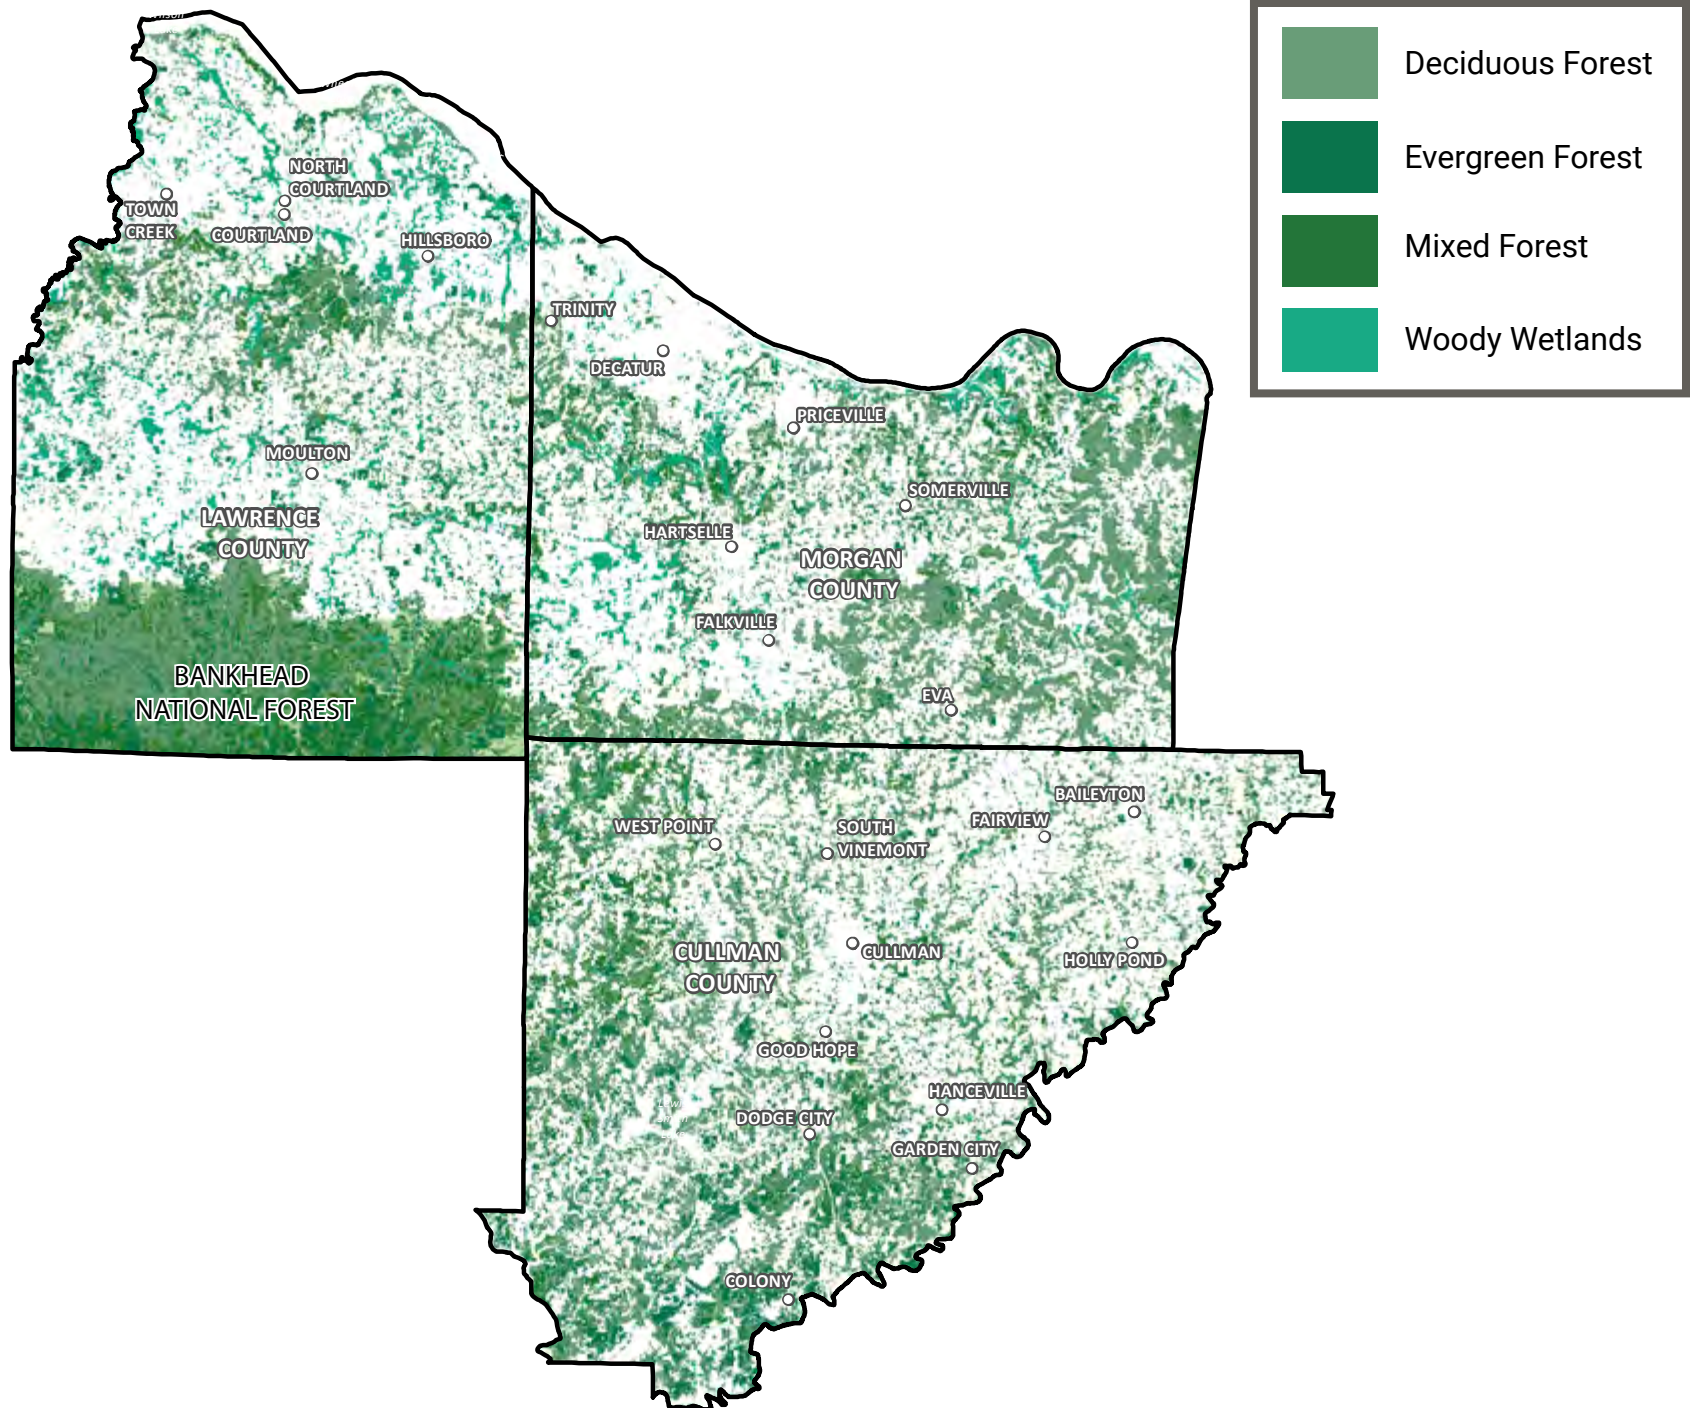 Deciduous Forest
Evergreen Forest
Mixed Forest
Woody Wetlands
NORTH
COURTLAND
TOWN
CREEK
COURTLAND
HILLSBORO
TRINITY
DECATUR
PRICEVILLE
MOULTON
SOMERVILLE
LAWRENCE
COUNTY
HARTSELLE
MORGAN
COUNTY
FALKVILLE
BANKHEAD
NATIONAL FOREST
EVA
BAILEYTON
WEST POINT
SOUTH
VINEMONT
FAIRVIEW
CULLMAN
COUNTY
CULLMAN
HOLLY POND
GOOD HOPE
HANCEVILLE
DODGE CITY
GARDEN CITY
COLONY